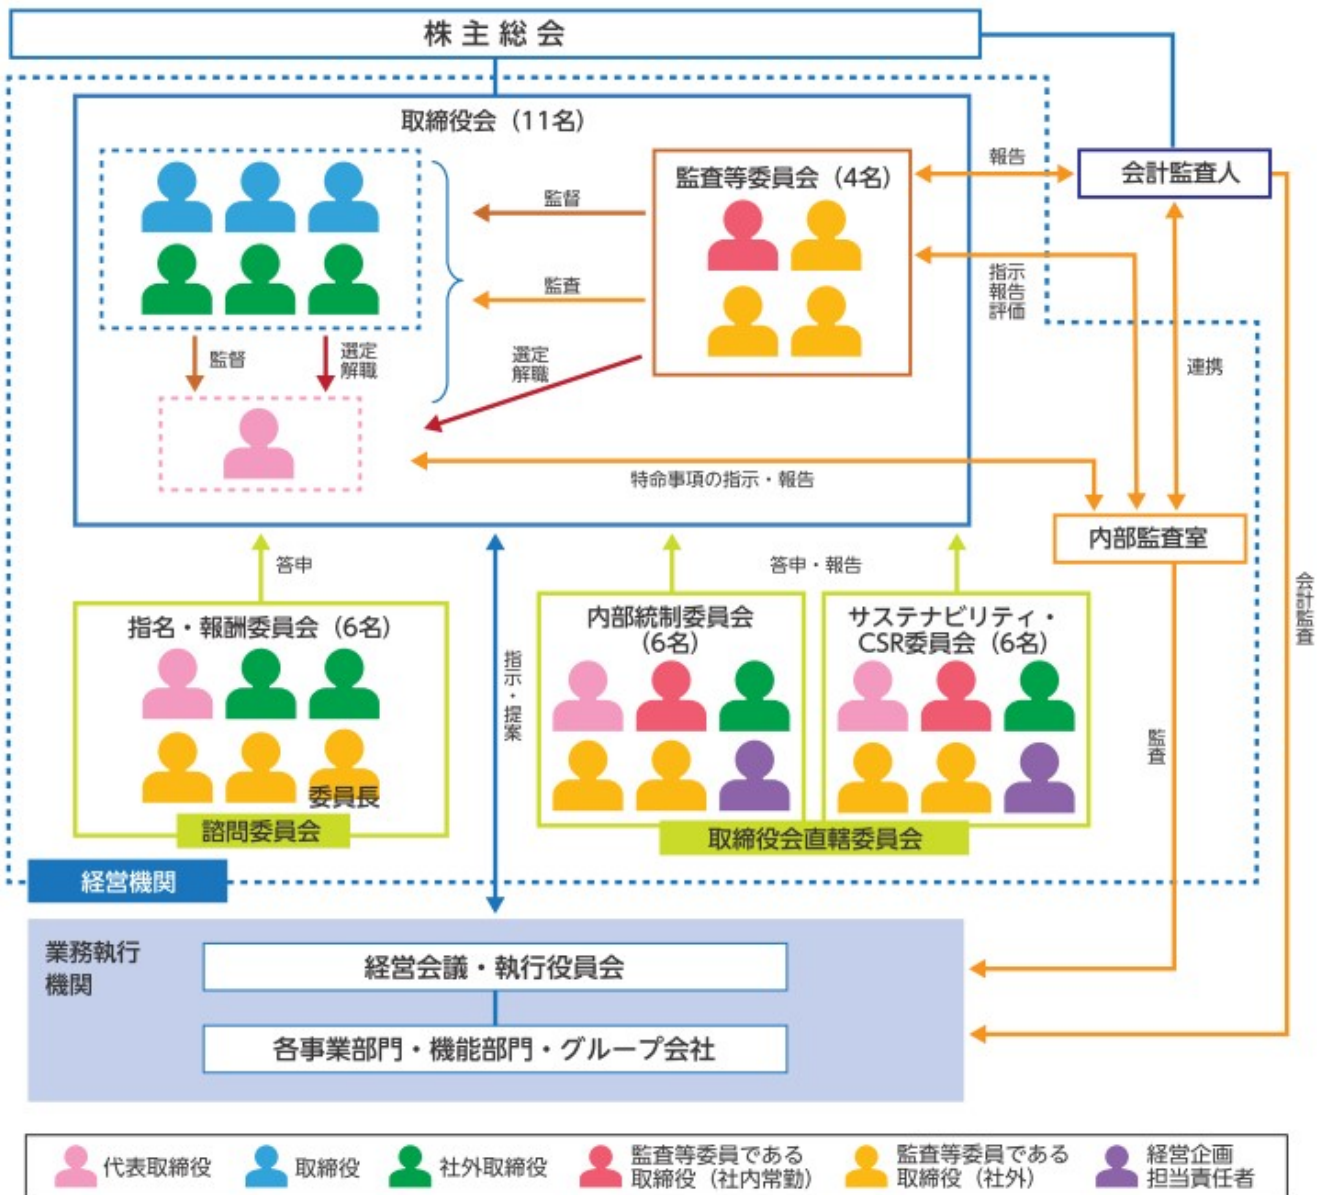 株主総会
取締役会（11名）
監査等委員会（4名）
報告
会計監査人
監督
監査
指示
報告
評価
監督
選定
解職
選定
解職
連携
特命事項の指示・報告
内部監査室
答申
答申・報告
会計監査
指名・報酬委員会（6名）
内部統制委員会
（6名）
サステナビリティ・
CSR委員会（6名）
指示・提案
監査
委員長
諮問委員会
取締役会直轄委員会
経営機関
業務執行
機関
経営会議・執行役員会
各事業部門・機能部門・グループ会社
代表取締役
取締役
社外取締役
監査等委員である
取締役（社内常勤）
監査等委員である
取締役（社外）
経営企画
担当責任者